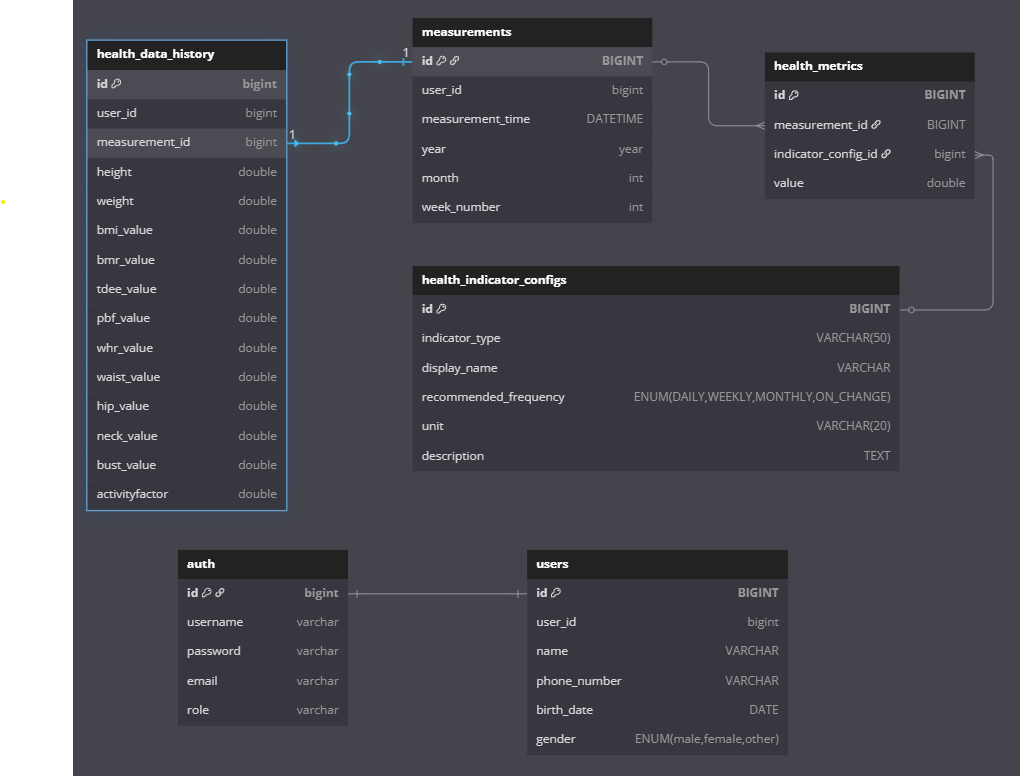 health_data_history
id bigint
user_id bigint
measurement_id bigint
height double
weight double
bmi_value double
bmr_value double
tdee_value double
pbf_value double
whr_value double
waist_value double
hip_value double
neck_value double
bust_value double
activityfactor double
1
1
measurements
id BIGINT
user_id bigint
measurement_time DATETIME
year year
month int
week_number int
health_metrics
id BIGINT
measurement_id BIGINT
indicator_config_id bigint
value double
health_indicator_configs
id BIGINT
indicator_type VARCHAR(50)
display_name VARCHAR
recommended_frequency ENUM(DAILY,WEEKLY,MONTHLY,ON_CHANGE)
unit VARCHAR(20)
description TEXT
auth
id bigint
username varchar
password varchar
email varchar
role varchar
users
id BIGINT
user_id bigint
name VARCHAR
phone_number VARCHAR
birth_date DATE
gender ENUM(male,female,other)